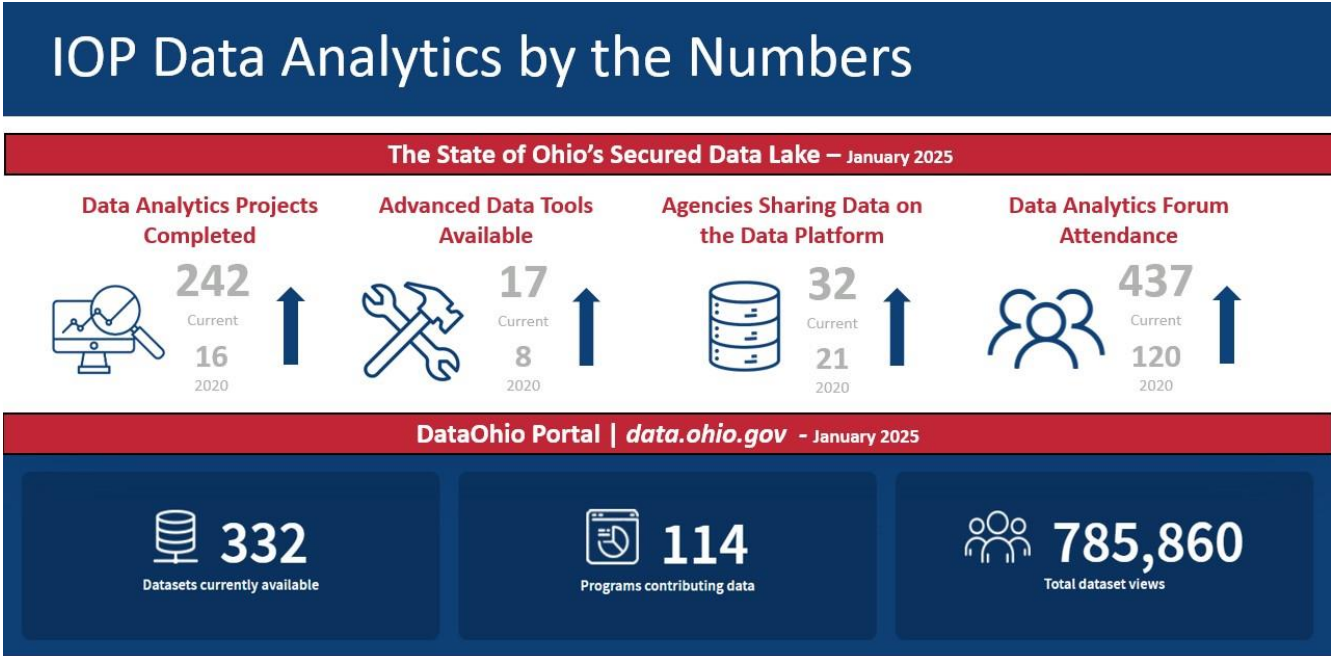 IOP Data Analytics by the Numbers
The State of Ohio's Secured Data Lake – January 2025
Data Analytics Projects
Completed
242
Current
16
2020
Advanced Data Tools
Available
17
Current
8
2020
Agencies Sharing Data on
the Data Platform
32
Current
21
2020
Data Analytics Forum
Attendance
437
Current
120
2020
DataOhio Portal | data.ohio.gov - January 2025
332
Datasets currently available
114
Programs contributing data
785,860
Total dataset views